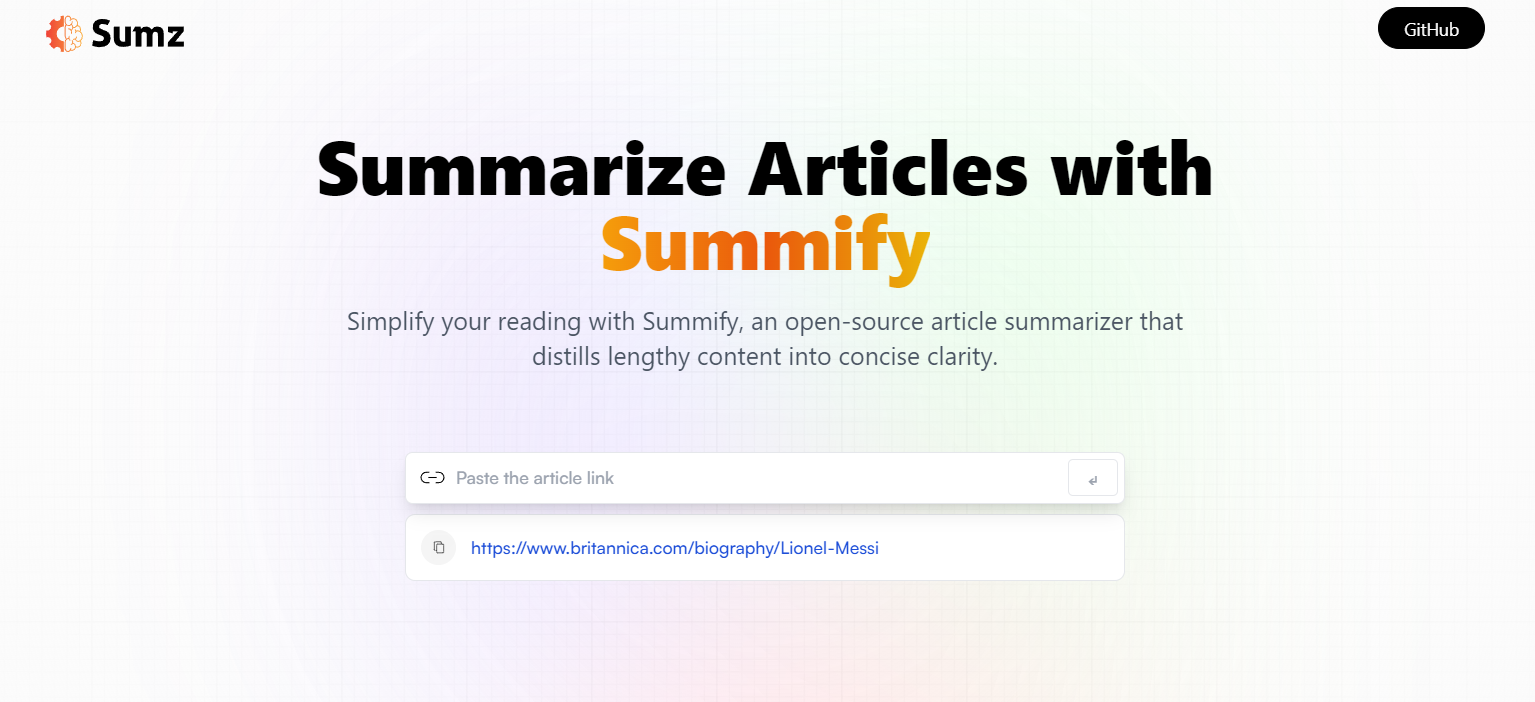 Sumz
GitHub
Summarize Articles with
Summify
Simplify your reading with Summify, an open-source article summarizer that
distills lengthy content into concise clarity.
Paste the article link
https://www.britannica.com/biography/Lionel-Messi